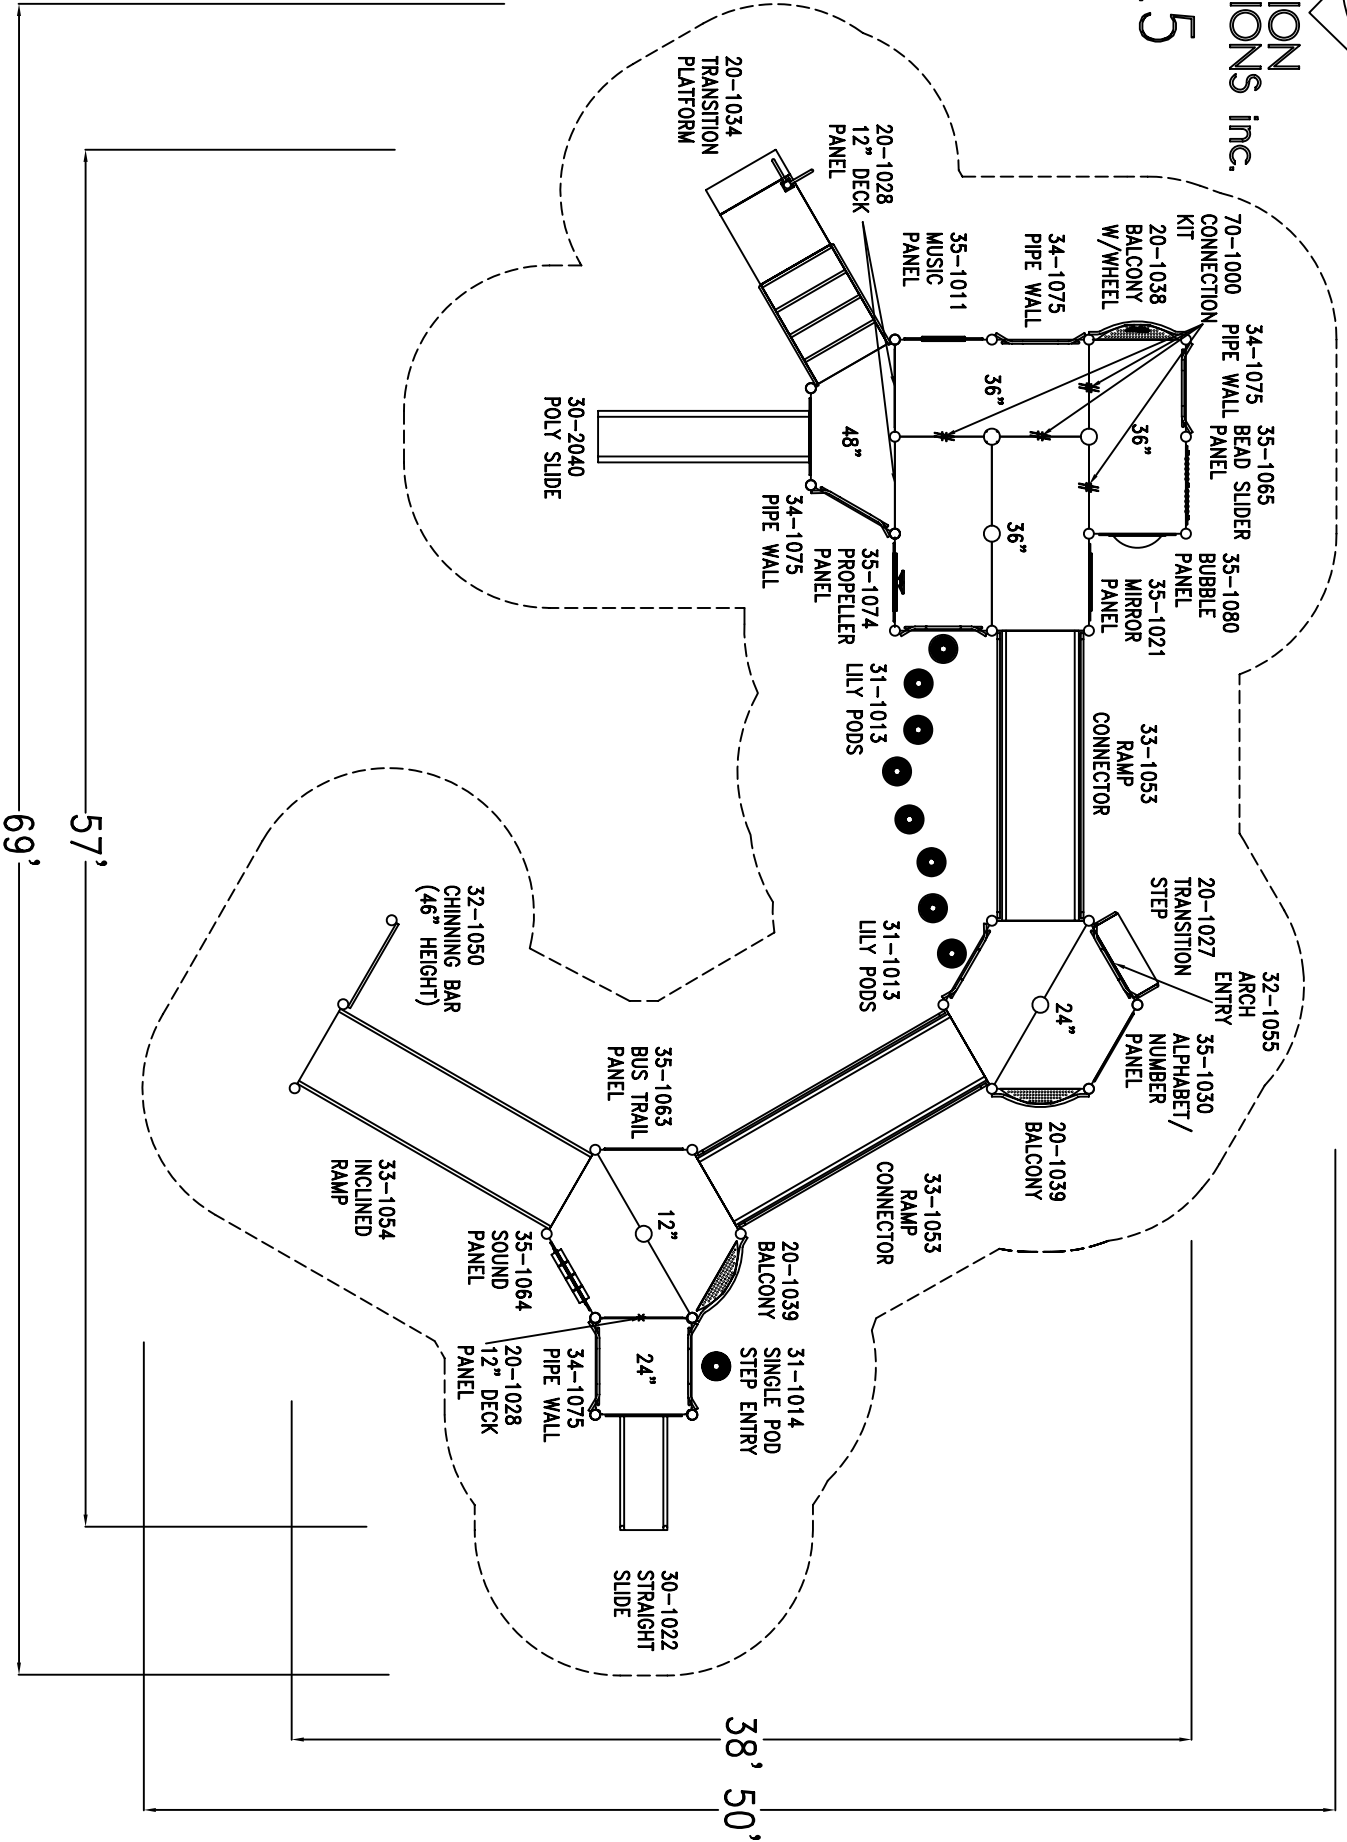 ION
IONS inc.
5
20-1034
TRANSITION
PLATFORM
20-1028
12" DECK
PANEL
35-1011
MUSIC
PANEL
34-1075
PIPE WALL
20-1038
BALCONY
W/WHEEL
70-1000
CONNECTION
KIT
34-1075
PIPE WALL
35-1065
BEAD SLIDER
PANEL
35-1080
BUBBLE
PANEL
35-1021
MIRROR
PANEL
36"
36"
36"
48"
30-2040
POLY SLIDE
34-1075
PIPE WALL
35-1074
PROPELLER
PANEL
31-1013
LILY PODS
33-1053
RAMP
CONNECTOR
31-1013
LILY PODS
20-1027
TRANSITION
STEP
32-1055
ARCH
ENTRY
35-1030
ALPHABET/
NUMBER
PANEL
24"
20-1039
BALCONY
33-1053
RAMP
CONNECTOR
32-1050
CHINNING BAR
(46" HEIGHT)
35-1063
BUS TRAIL
PANEL
33-1054
INCLINED
RAMP
12"
20-1039
BALCONY
35-1064
SOUND
PANEL
31-1014
SINGLE POD
STEP ENTRY
24"
34-1075
PIPE WALL
20-1028
12" DECK
PANEL
30-1022
STRAIGHT
SLIDE
57'
69'
38'
50'